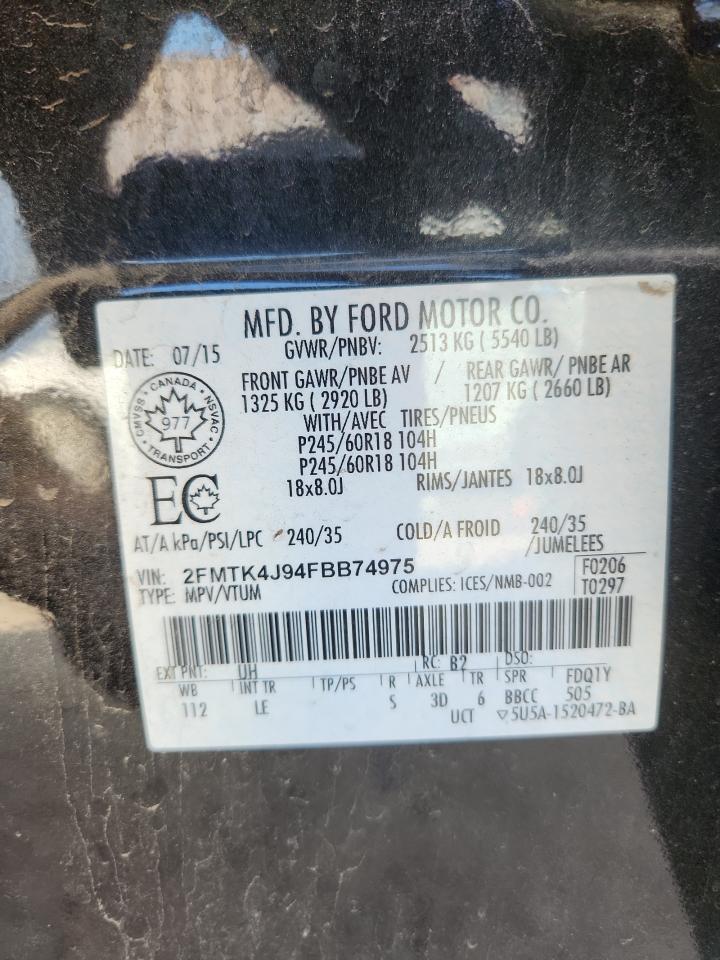 MFD. BY FORD MOTOR CO.
DATE: 07/15 GVWR/PNBV: 2513 KG ( 5540 LB)
FRONT GAWR/PNBE AV / REAR GAWR/ PNBE AR
1325 KG ( 2920 LB) 1207 KG ( 2660 LB)
WITH/AVEC TIRES/PNEUS
P245/60R18 104H
P245/60R18 104H
18x8.0J RIMS/JANTES 18x8.0J
CANADA
CMVSS NSVAC
977
TRANSPORT
EC
AT/A kPa/PSI/LPC 240/35 COLD/A FROID 240/35
/JUMELEES
VIN: 2FMTK4J94FBB74975
TYPE: MPV/VTUM COMPLIES: ICES/NMB-002
F0206
T0297
EXT PNT: UH RC: B2 DSO:
WB INT TR TP/PS R AXLE TR SPR FDQ1Y
112 LE S 3D 6 BBCC 505
UCT ▽5U5A-1520472-BA